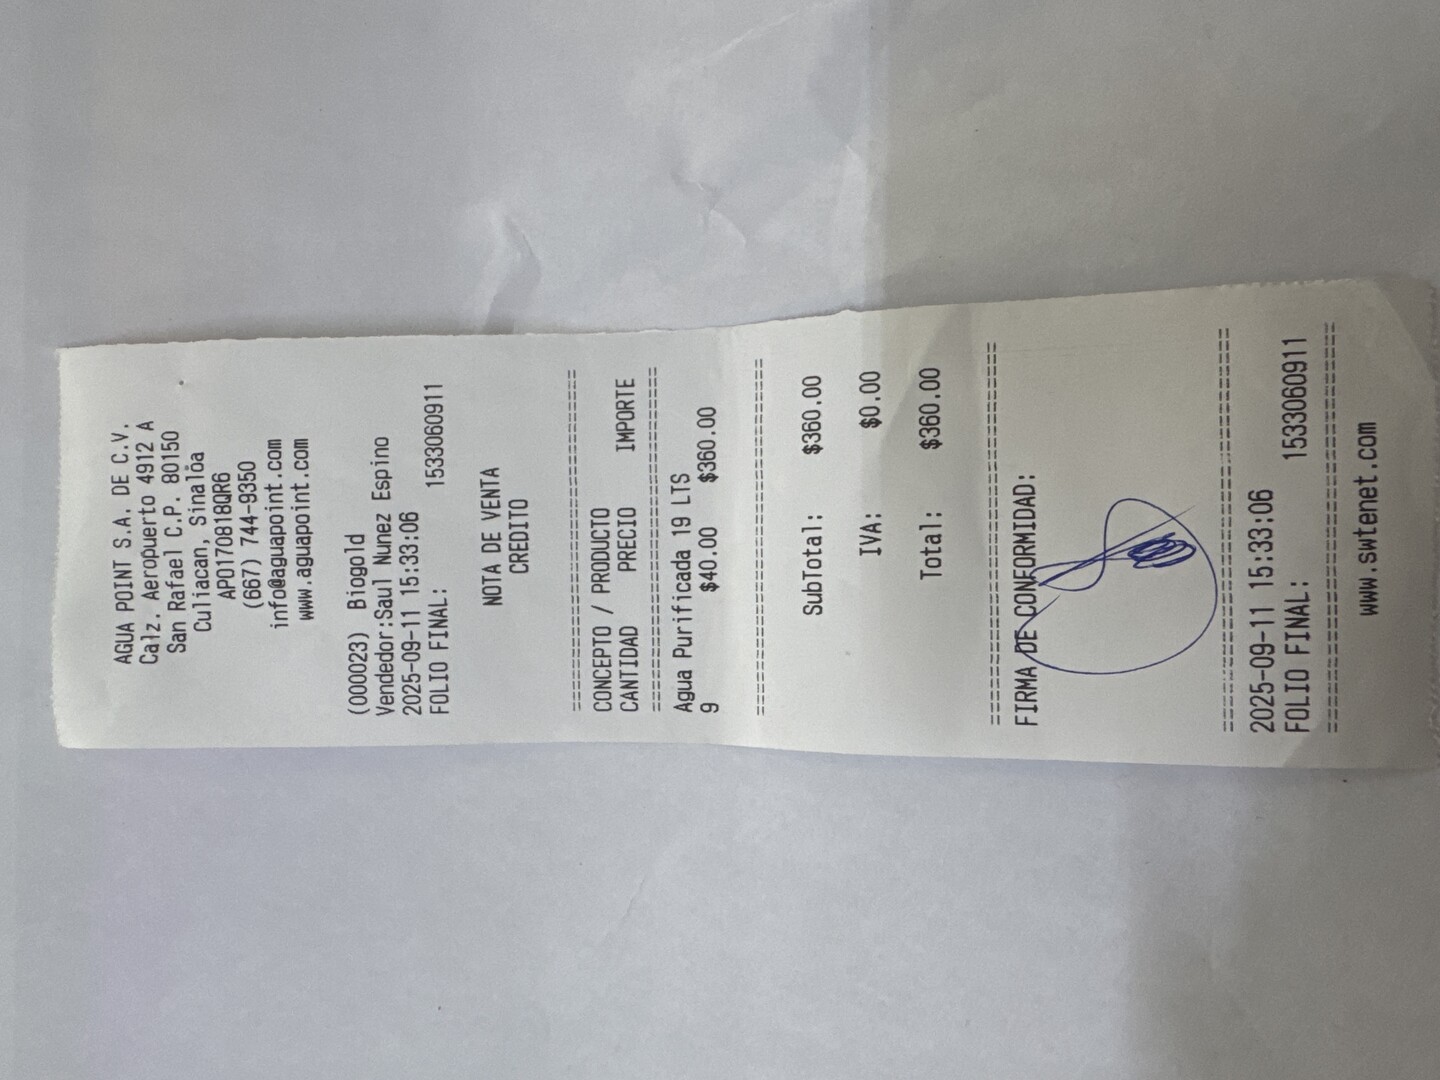 AGUA POINT S.A. DE C.V.
Calz. Aeropuerto 4912 A
San Rafael C.P. 80150
Culiacan, Sinaloa
APO170818QR6
(667) 744-9350
info@aguapoint.com
www.aguapoint.com
(000023) Biogold
Vendedor:Saul Nunez Espino
2025-09-11 15:33:06
FOLIO FINAL: 1533060911
NOTA DE VENTA
CREDITO
CONCEPTO / PRODUCTO
CANTIDAD PRECIO IMPORTE
Agua Purificada 19 LTS
9 $40.00 $360.00
SubTotal: $360.00
IVA: $0.00
Total: $360.00
FIRMA DE CONFORMIDAD:
2025-09-11 15:33:06
FOLIO FINAL: 1533060911
www.swtenet.com